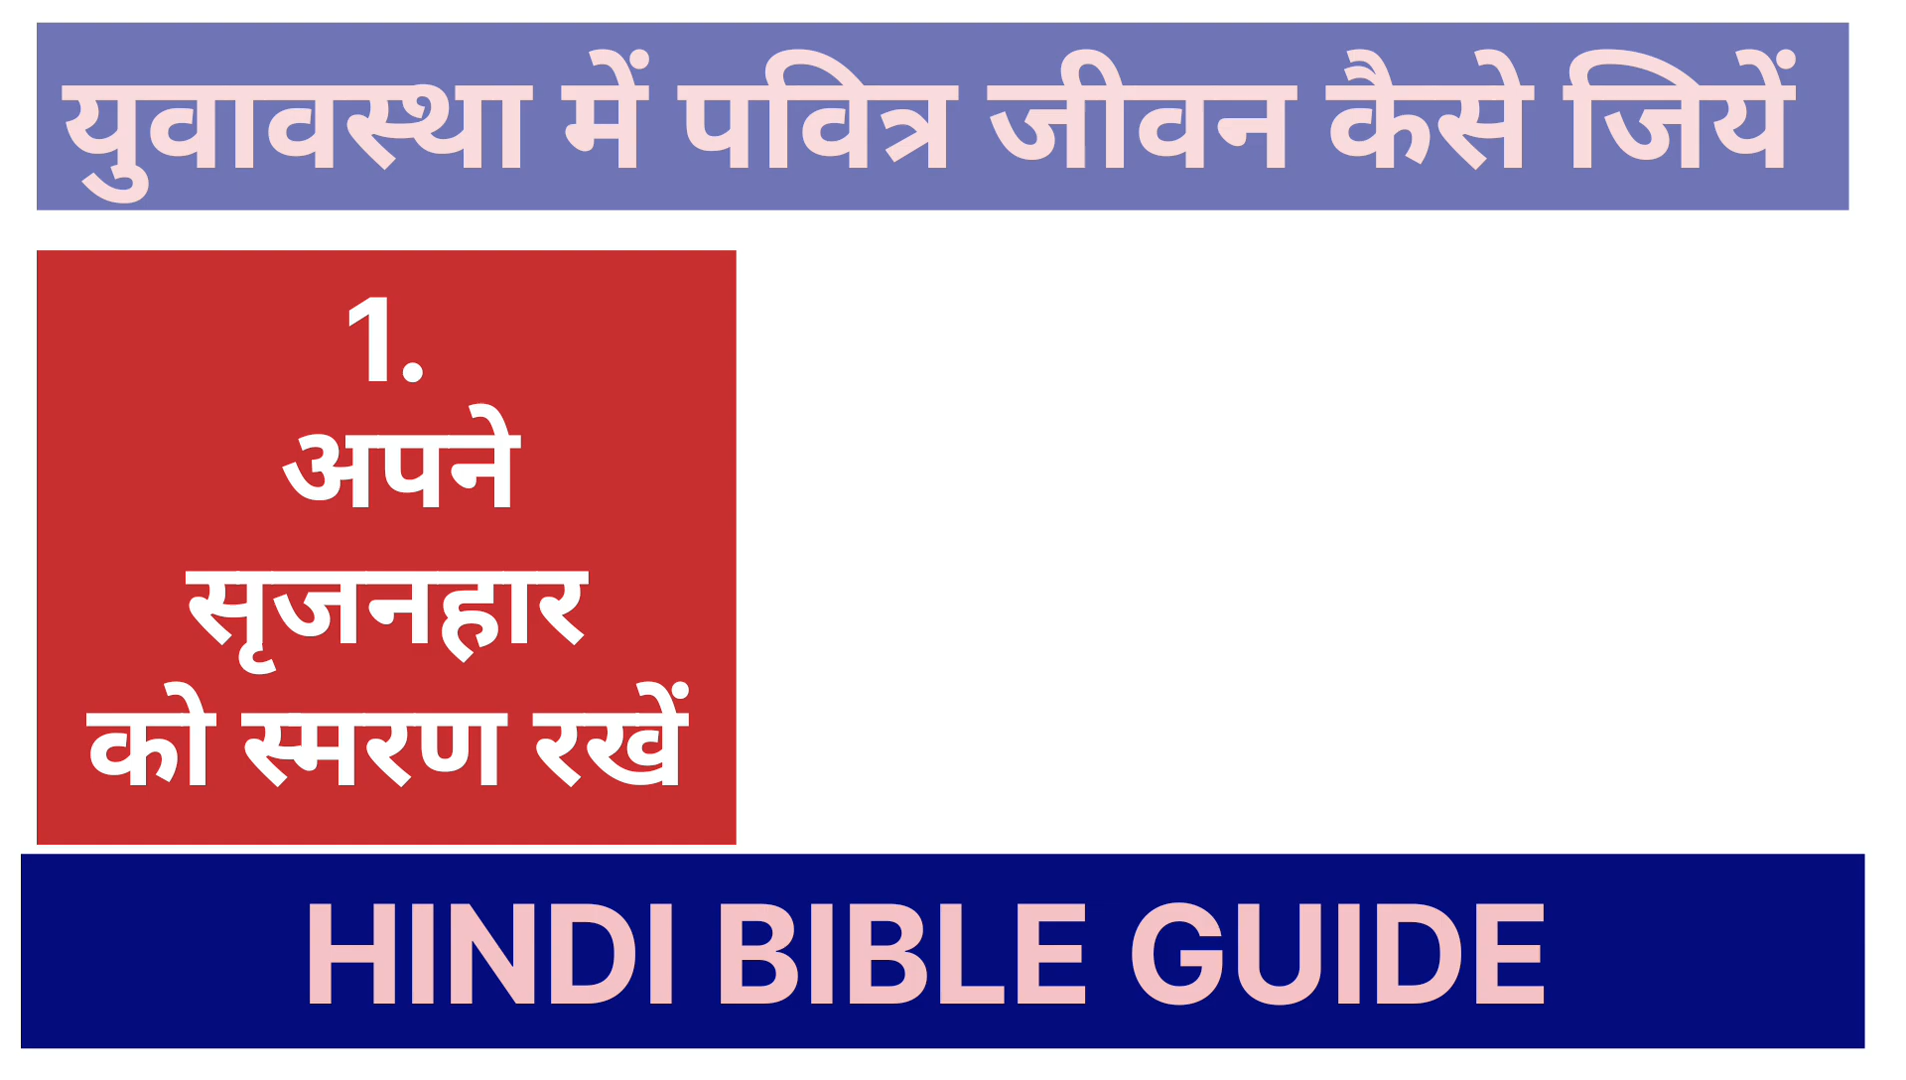 युवावस्था में पवित्र जीवन कैसे जियें
1.
अपने
सृजनहार
को स्मरण रखें
HINDI BIBLE GUIDE